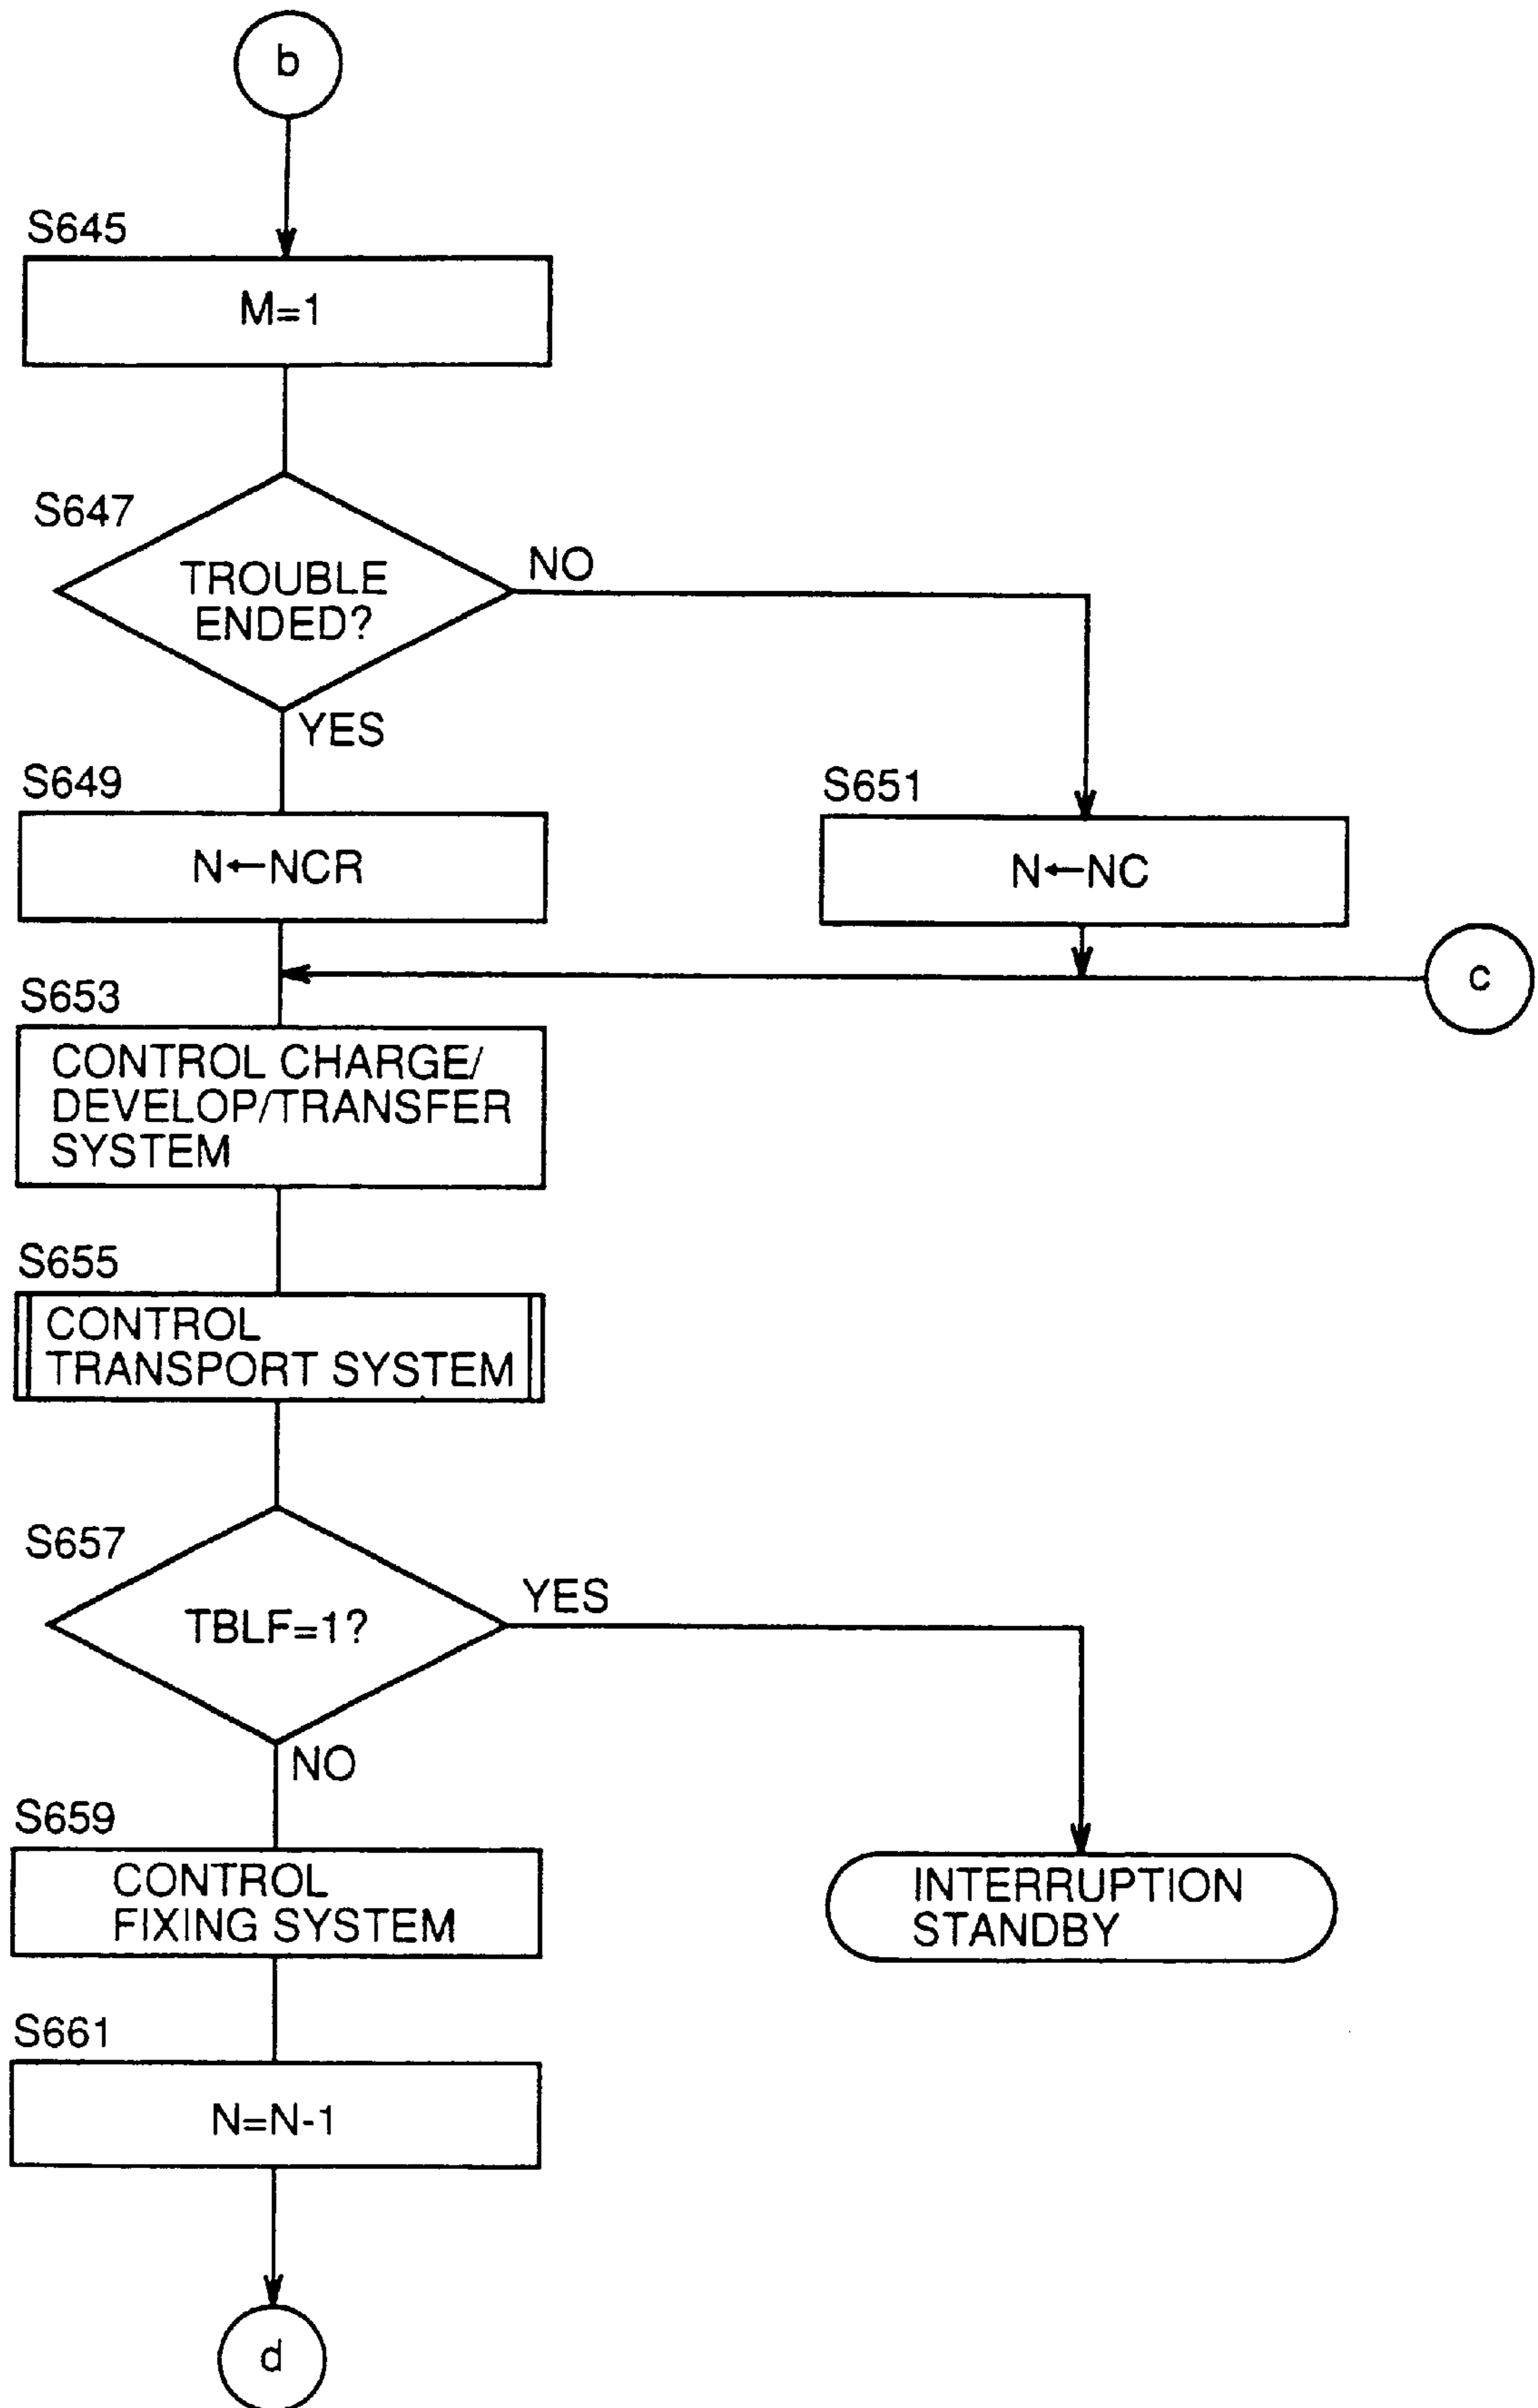 b
S645
M=1
S647
TROUBLE
ENDED?
NO
YES
S649
N←NCR
S651
N←NC
c
S653
CONTROL CHARGE/
DEVELOP/TRANSFER
SYSTEM
S655
CONTROL
TRANSPORT SYSTEM
S657
TBLF=1?
YES
NO
S659
CONTROL
FIXING SYSTEM
INTERRUPTION
STANDBY
S661
N=N-1
d